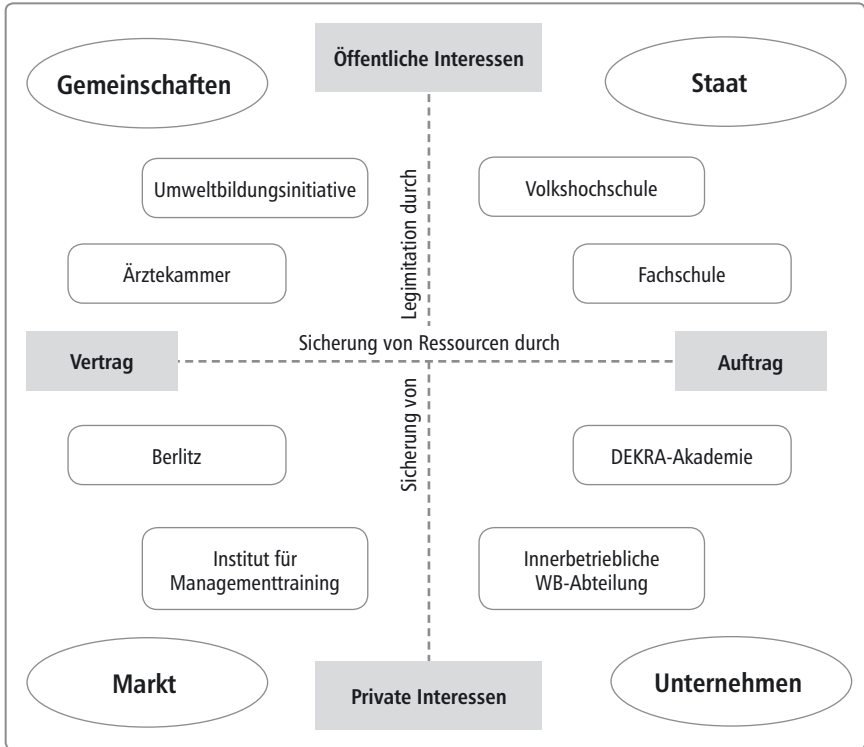 Öffentliche Interessen
Gemeinschaften
Staat
Umweltbildungsinitiative
Volkshochschule
Legimitation durch
Ärztekammer
Fachschule
Sicherung von Ressourcen durch
Vertrag
Auftrag
Sicherung von
Berlitz
DEKRA-Akademie
Institut für
Managementtraining
Innerbetriebliche
WB-Abteilung
Markt
Private Interessen
Unternehmen